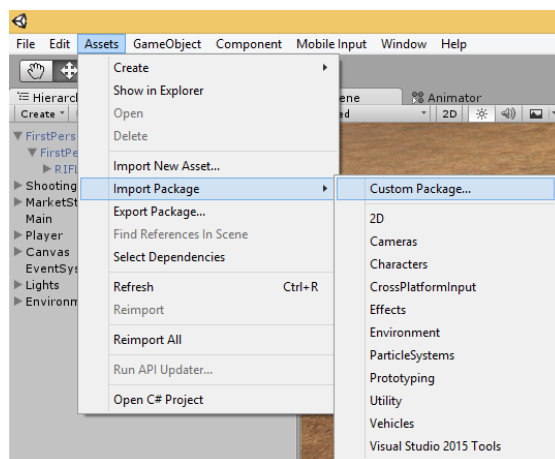 File Edit Assets GameObject Component Mobile Input Window Help
Create
Show in Explorer
Open
Delete
Import New Asset...
Import Package
Export Package...
Find References In Scene
Select Dependencies
Refresh Ctrl+R
Reimport
Reimport All
Run API Updater...
Open C# Project
Custom Package...
2D
Cameras
Characters
CrossPlatformInput
Effects
Environment
ParticleSystems
Prototyping
Utility
Vehicles
Visual Studio 2015 Tools
Hierarc
Create
FirstPers
FirstPe
RIFL
Shooting
MarketSt
Main
Player
Canvas
EventSys
Lights
Environm
ene Animator
ed 2D